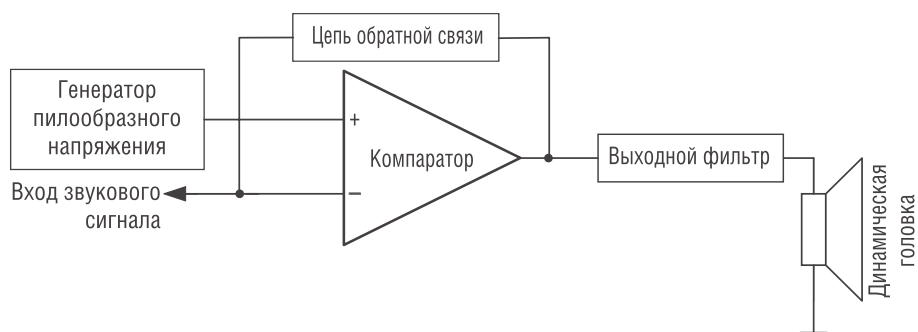 Цепь обратной связи
Генератор
пилообразного
напряжения
+
Компаратор
Выходной фильтр
Вход звукового
сигнала
–
Динамическая
головка